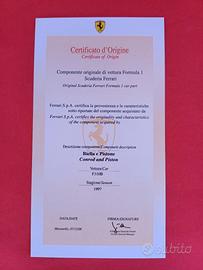 Certificato d'Origine
Certificate of Origin
Componente originale di vettura Formula 1
Scuderia Ferrari
Original Scuderia Ferrari Formula 1 car part
Ferrari S.p.A. certifica la provenienza e le caratteristiche
sotto riportate del componente acquistato da
Ferrari S.p.A. certifies the originality and characteristics
of the component acquired by
Descrizione componente/Component description
Biella e Pistone
Conrod and Piston
Vettura/Car
F310B
Stagione/Season
1997
DATA/DATE
FIRMA/SIGNATURE
Maranello,
subito